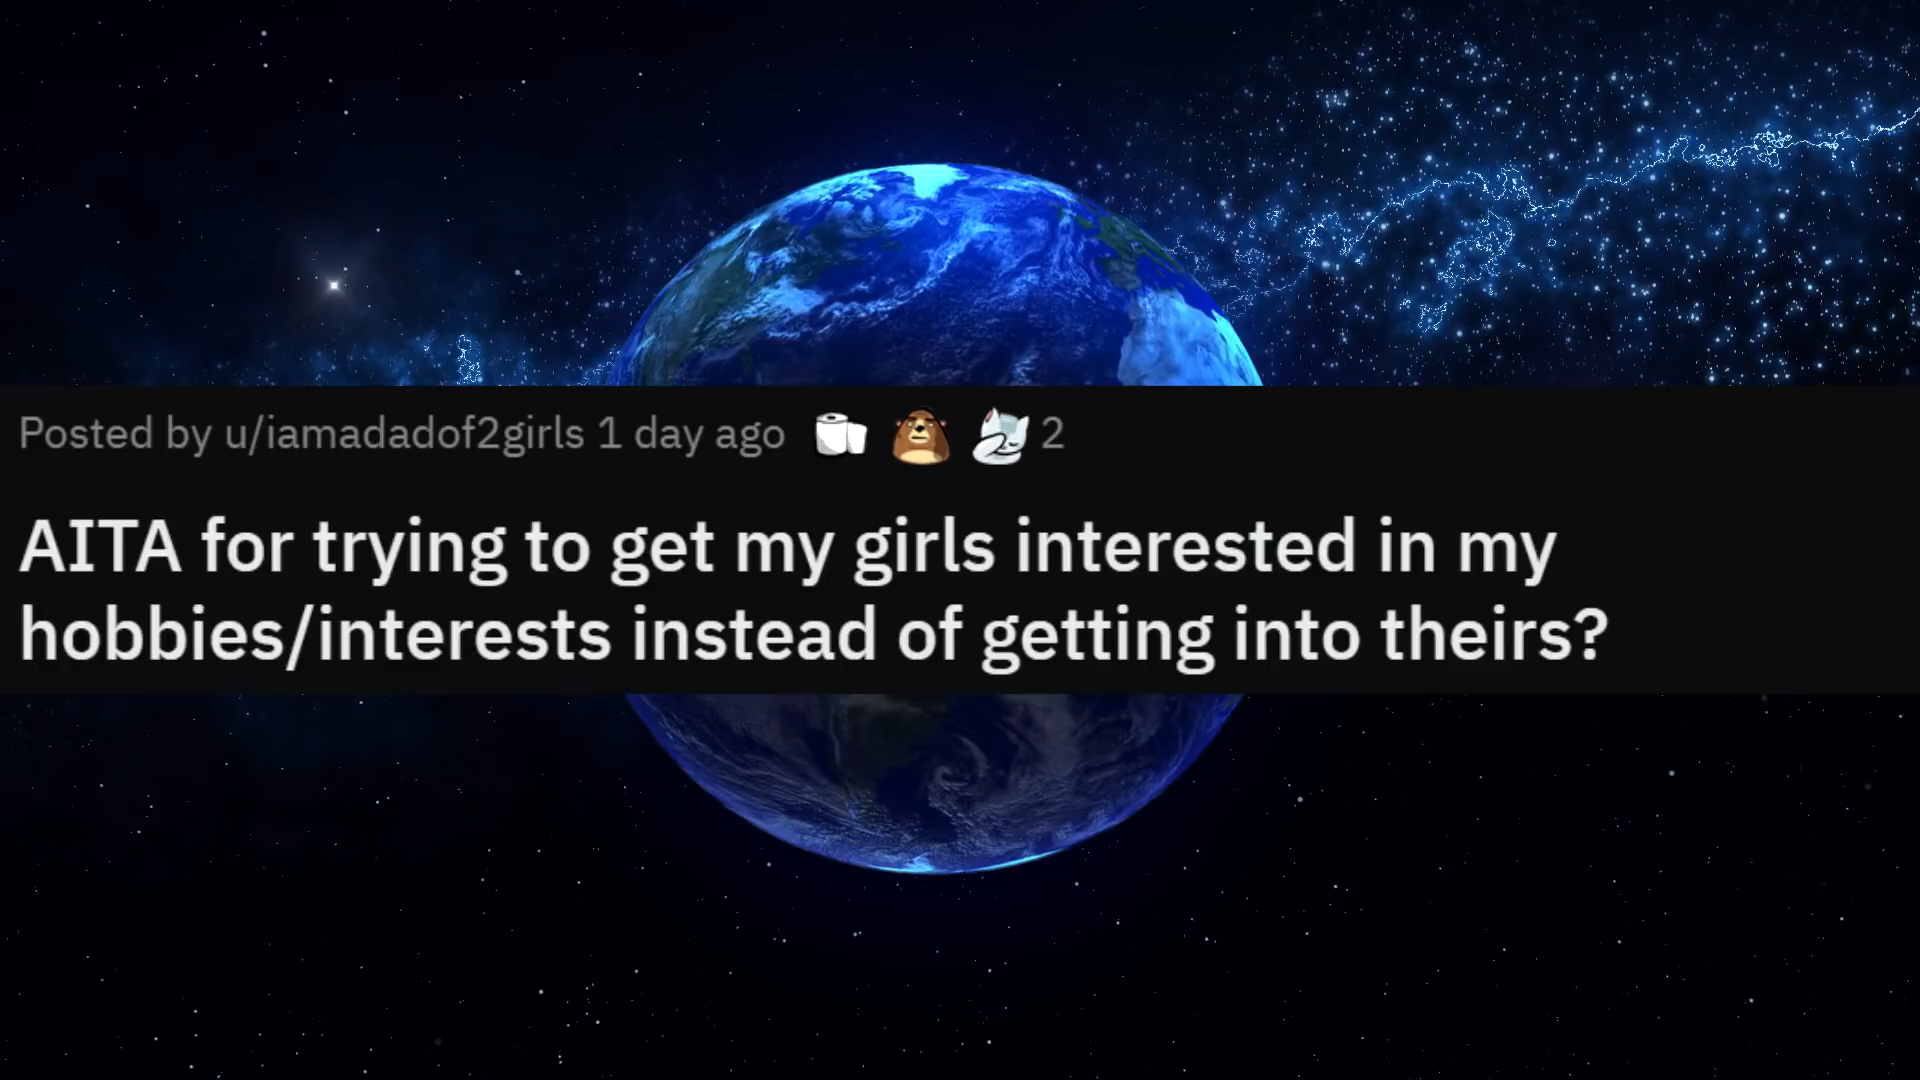 Posted by u/iamadadof2girls 1 day ago 2
AITA for trying to get my girls interested in my
hobbies/interests instead of getting into theirs?